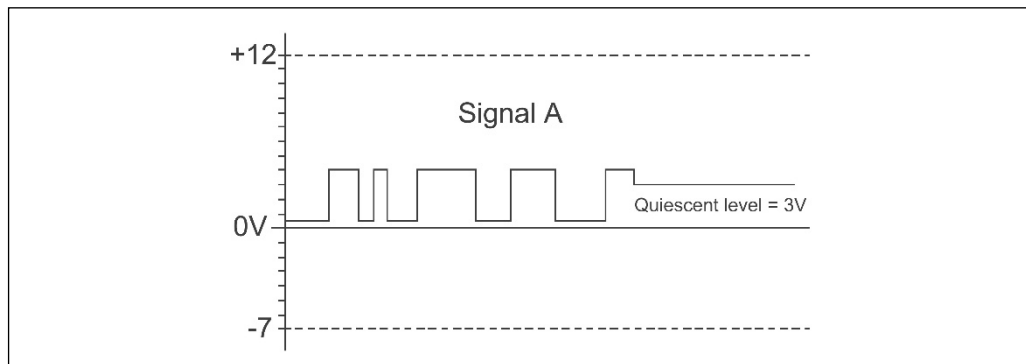 +12
Signal A
Quiescent level = 3V
0V
-7